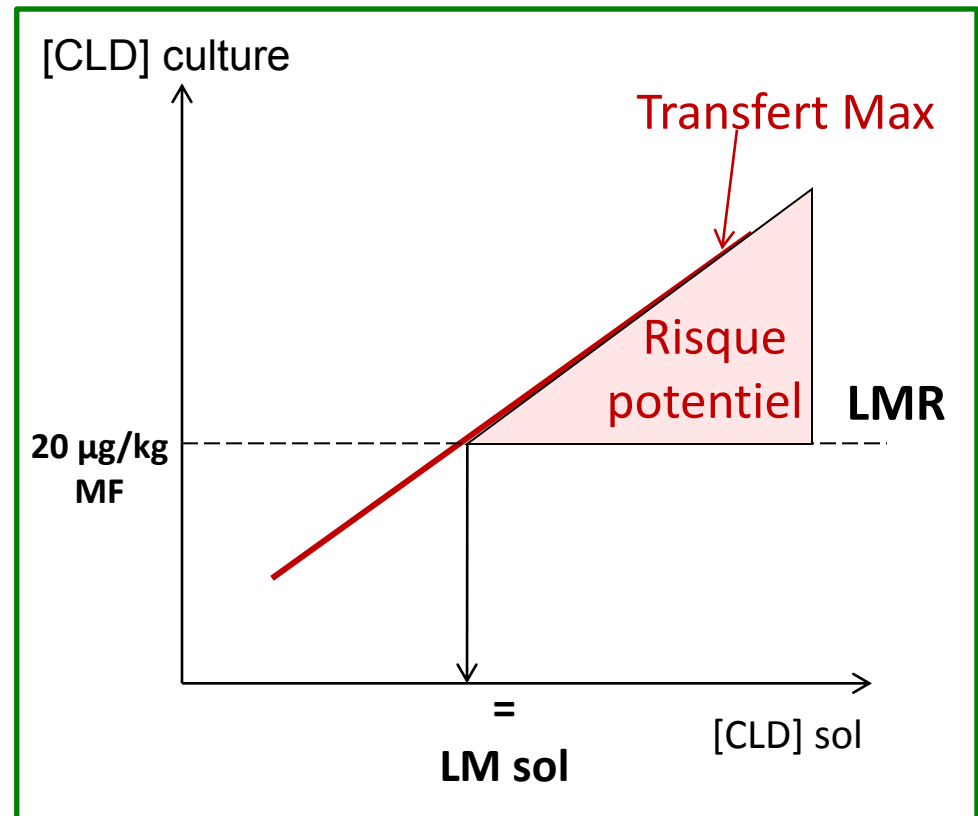 [CLD] culture
Transfert Max
Risque
potentiel
LMR
20 µg/kg
MF
=
LM sol
[CLD] sol